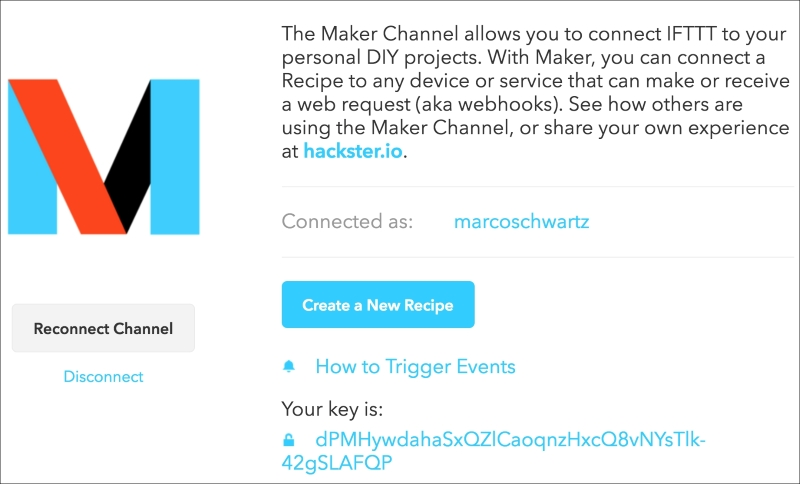 The Maker Channel allows you to connect IFTTT to your
personal DIY projects. With Maker, you can connect a
Recipe to any device or service that can make or receive
a web request (aka webhooks). See how others are
using the Maker Channel, or share your own experience
at hackster.io.
Connected as: marcoschwartz
Create a New Recipe
Reconnect Channel
How to Trigger Events
Disconnect
Your key is:
dPMHywdahaSxQZlCaoqnzHxcQ8vNYsTlk-
42gSLAFQP